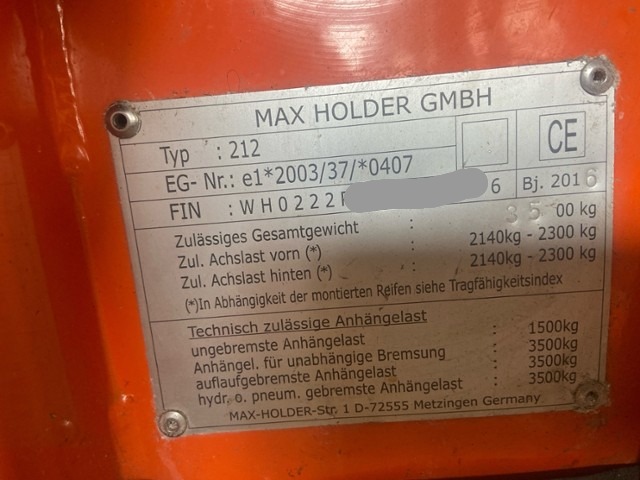 MAX HOLDER GMBH
Typ : 212
CE
EG- Nr.: e1*2003/37/*0407
FIN : WH0222 6 Bj. 2016
Zulässiges Gesamtgewicht : 3500 kg
Zul. Achslast vorn (*) : 2140kg - 2300 kg
Zul. Achslast hinten (*) : 2140kg - 2300 kg
(*)In Abhängigkeit der montierten Reifen siehe Tragfähigkeitsindex
Technisch zulässige Anhängelast
ungebremste Anhängelast : 1500kg
Anhängel. für unabhängige Bremsung : 3500kg
auflaufgebremste Anhängelast : 3500kg
hydr. o. pneum. gebremste Anhängelast : 3500kg
MAX-HOLDER-Str. 1 D-72555 Metzingen Germany